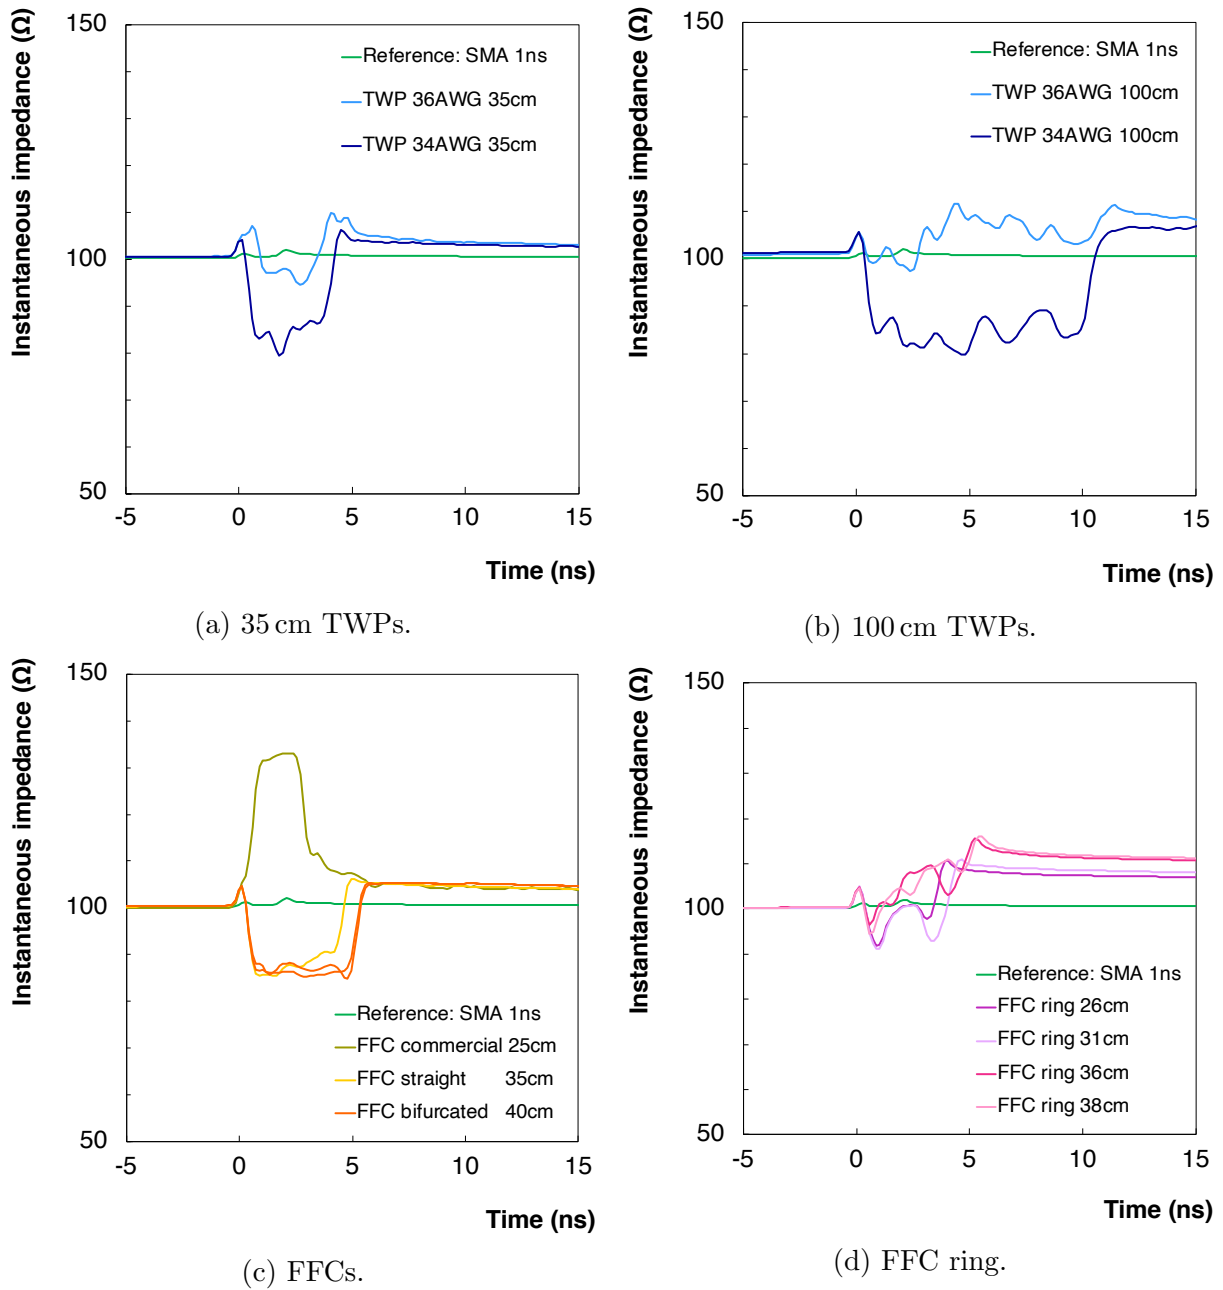 Instantaneous impedance (Ω)
150
100
50
Reference: SMA 1ns
TWP 36AWG 35cm
TWP 34AWG 35cm
-5 0 5 10 15
Time (ns)
(a) 35 cm TWPs.
Instantaneous impedance (Ω)
150
100
50
Reference: SMA 1ns
TWP 36AWG 100cm
TWP 34AWG 100cm
-5 0 5 10 15
Time (ns)
(b) 100 cm TWPs.
Instantaneous impedance (Ω)
150
100
50
Reference: SMA 1ns
FFC commercial 25cm
FFC straight 35cm
FFC bifurcated 40cm
-5 0 5 10 15
Time (ns)
(c) FFCs.
Instantaneous impedance (Ω)
150
100
50
Reference: SMA 1ns
FFC ring 26cm
FFC ring 31cm
FFC ring 36cm
FFC ring 38cm
-5 0 5 10 15
Time (ns)
(d) FFC ring.